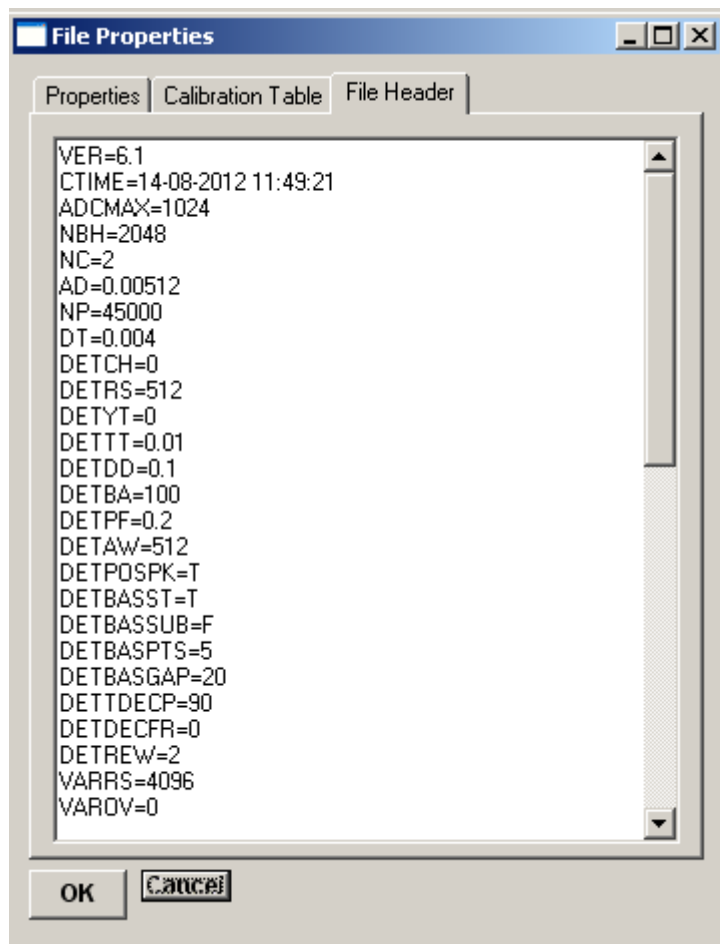 File Properties
Properties
Calibration Table
File Header
VER=6.1
CTIME=14-08-2012 11:49:21
ADCMAX=1024
NBH=2048
NC=2
AD=0.00512
NP=45000
DT=0.004
DETCH=0
DETRS=512
DETYT=0
DETTT=0.01
DETDD=0.1
DETBA=100
DETPF=0.2
DETAW=512
DETPOSPK=T
DETBASST=T
DETBASSUB=F
DETBASPTS=5
DETBASGAP=20
DETTDECP=90
DETDECFR=0
DETREW=2
VARRS=4096
VAROV=0
OK
Cancel